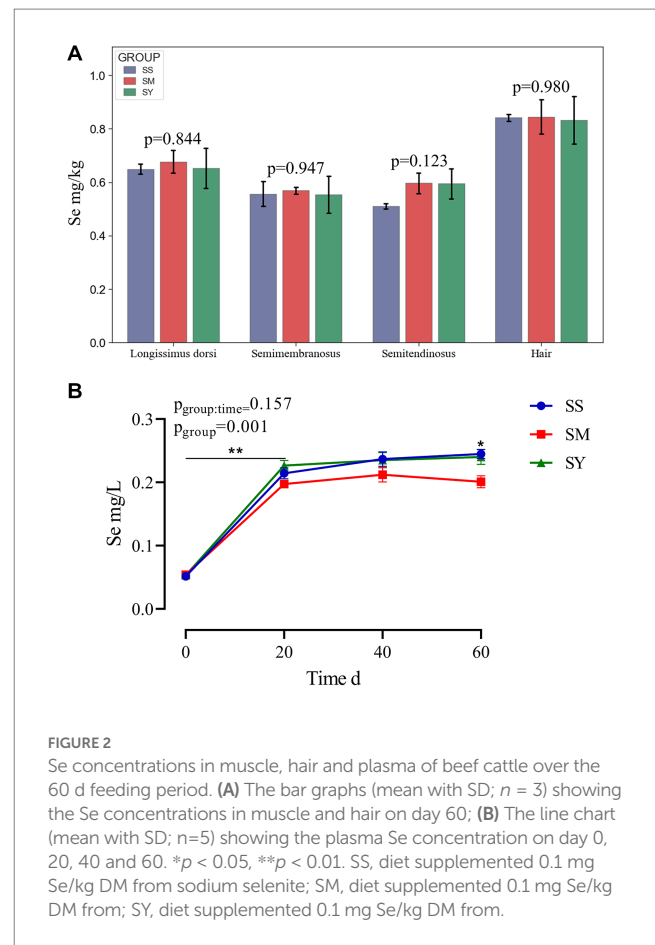 A
GROUP
SS
SM
SY
1.0
0.8
0.6
0.4
0.2
0.0
Se mg/kg
p=0.844
p=0.947
p=0.123
p=0.980
Longissimus dorsi
Semimembranosus
Semitendinosus
Hair
B
pgroup:time=0.157
pgroup=0.001
**
*
SS
SM
SY
0.3
0.2
0.1
0.0
Se mg/L
0
20
40
60
Time d
FIGURE 2
Se concentrations in muscle, hair and plasma of beef cattle over the
60 d feeding period. (A) The bar graphs (mean with SD; n = 3) showing
the Se concentrations in muscle and hair on day 60; (B) The line chart
(mean with SD; n=5) showing the plasma Se concentration on day 0,
20, 40 and 60. *p < 0.05, **p < 0.01. SS, diet supplemented 0.1 mg
Se/kg DM from sodium selenite; SM, diet supplemented 0.1 mg Se/kg
DM from; SY, diet supplemented 0.1 mg Se/kg DM from.